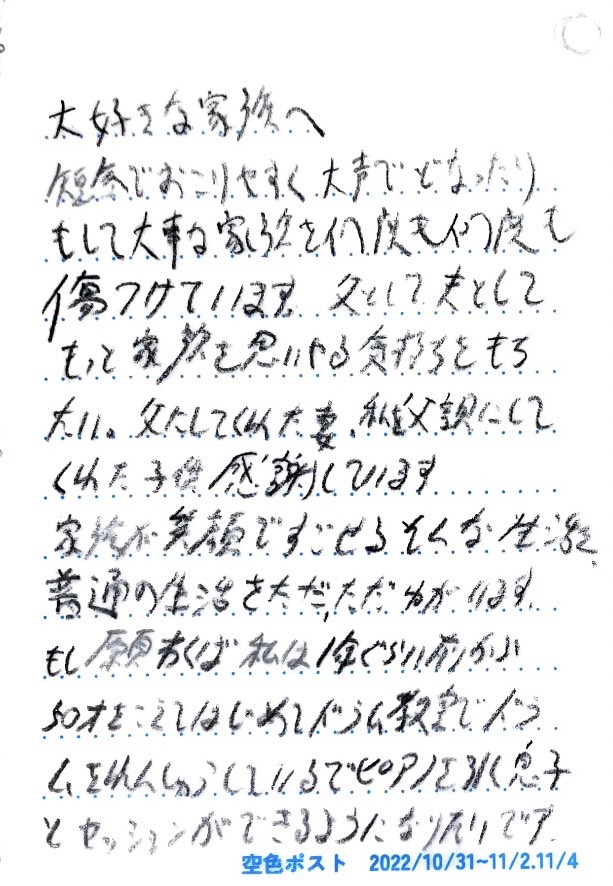 大好きな家族へ
短気でおこりやすく大声でどなったり
もして大事な家族を何度も何度も
傷つけています 父として夫として
もっと家族を思いやる気持ちをもち
たい。父にしてくれた妻、私を父親にして
くれた子供感謝しています
家族が笑顔ですごせるそんな生活を、
普通の生活をただ、ただねがいます。
もし願わくば私は1年ぐらい前から
50才をこえてはじめてドラム教室でドラ
ムをれんしゅうしているでピアノを引く息子
とセッションができるようになりたいです。
空色ポスト 2022/10/31~11/2.11/4